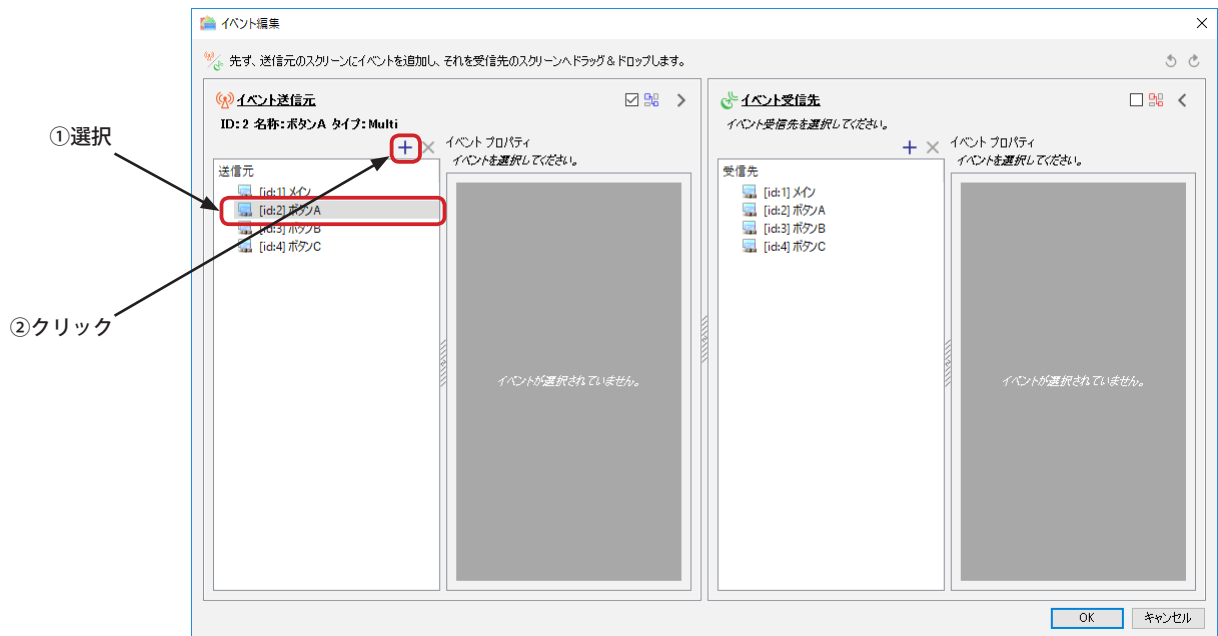 イベント編集
先ず、送信元のスクリーンにイベントを追加し、それを受信先のスクリーンへドラッグ＆ドロップします。
イベント送信元
ID: 2 名称: ボタンA タイプ: Multi
イベント プロパティ
イベントを選択してください。
送信元
[id:1] メイン
[id:2] ボタンA
[id:3] ボタンB
[id:4] ボタンC
イベントが選択されていません。
イベント受信先
イベント受信先を選択してください。
イベント プロパティ
イベントを選択してください。
受信先
[id:1] メイン
[id:2] ボタンA
[id:3] ボタンB
[id:4] ボタンC
イベントが選択されていません。
①選択
②クリック
OK
キャンセル